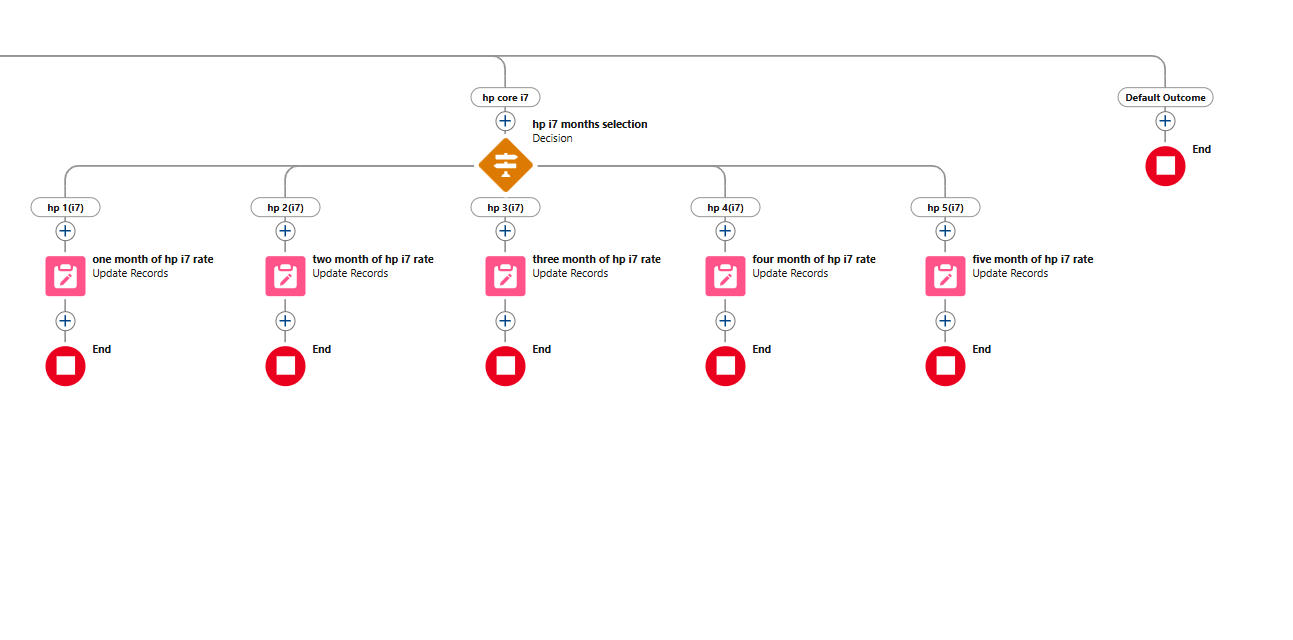 hp core i7
Default Outcome
hp i7 months selection
Decision
End
hp 1(i7)
hp 2(i7)
hp 3(i7)
hp 4(i7)
hp 5(i7)
one month of hp i7 rate
Update Records
two month of hp i7 rate
Update Records
three month of hp i7 rate
Update Records
four month of hp i7 rate
Update Records
five month of hp i7 rate
Update Records
End
End
End
End
End